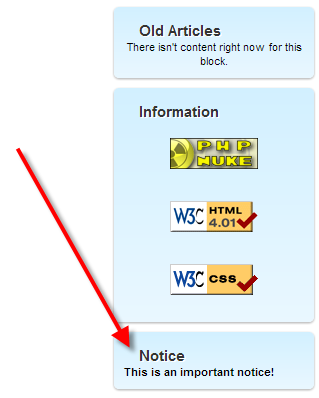 Old Articles
There isn't content right now for this
block.
Information
PHP
NUKE
W3C HTML
4.01
W3C CSS
Notice
This is an important notice!